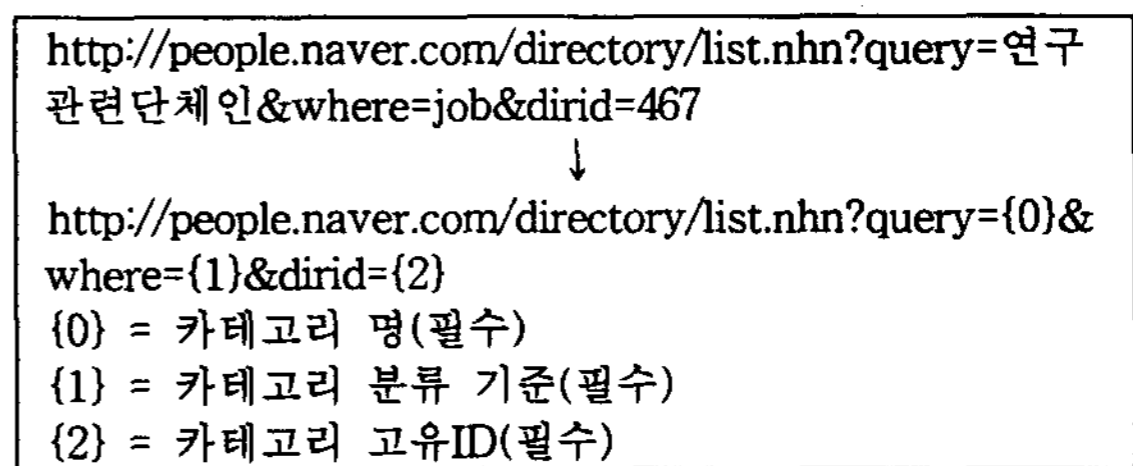 http://people.naver.com/directory/list.nhn?query=연구
관련단체인&where=job&dirid=467
↓
http://people.naver.com/directory/list.nhn?query={0}&
where={1}&dirid={2}
{0} = 카테고리 명(필수)
{1} = 카테고리 분류 기준(필수)
{2} = 카테고리 고유ID(필수)